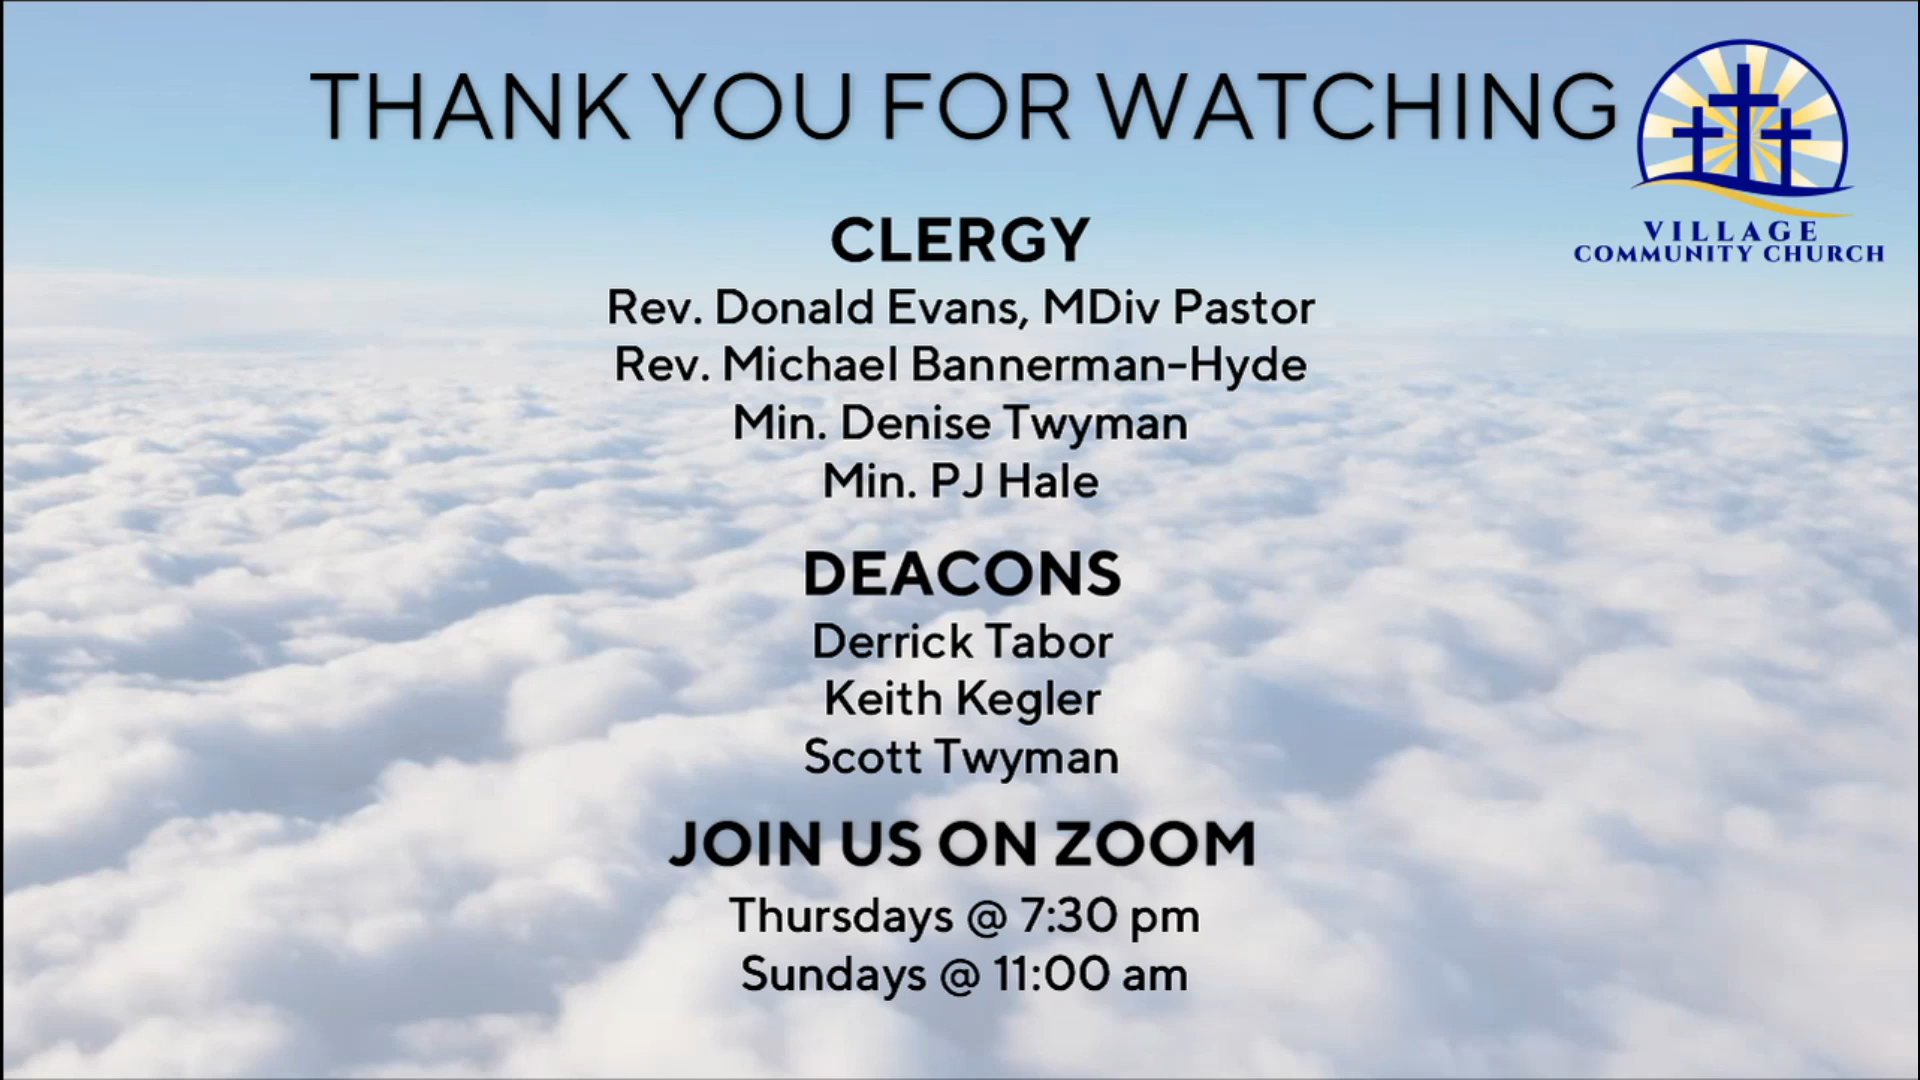 THANK YOU FOR WATCHING
VILLAGE
COMMUNITY CHURCH
CLERGY
Rev. Donald Evans, MDiv Pastor
Rev. Michael Bannerman-Hyde
Min. Denise Twyman
Min. PJ Hale
DEACONS
Derrick Tabor
Keith Kegler
Scott Twyman
JOIN US ON ZOOM
Thursdays @ 7:30 pm
Sundays @ 11:00 am